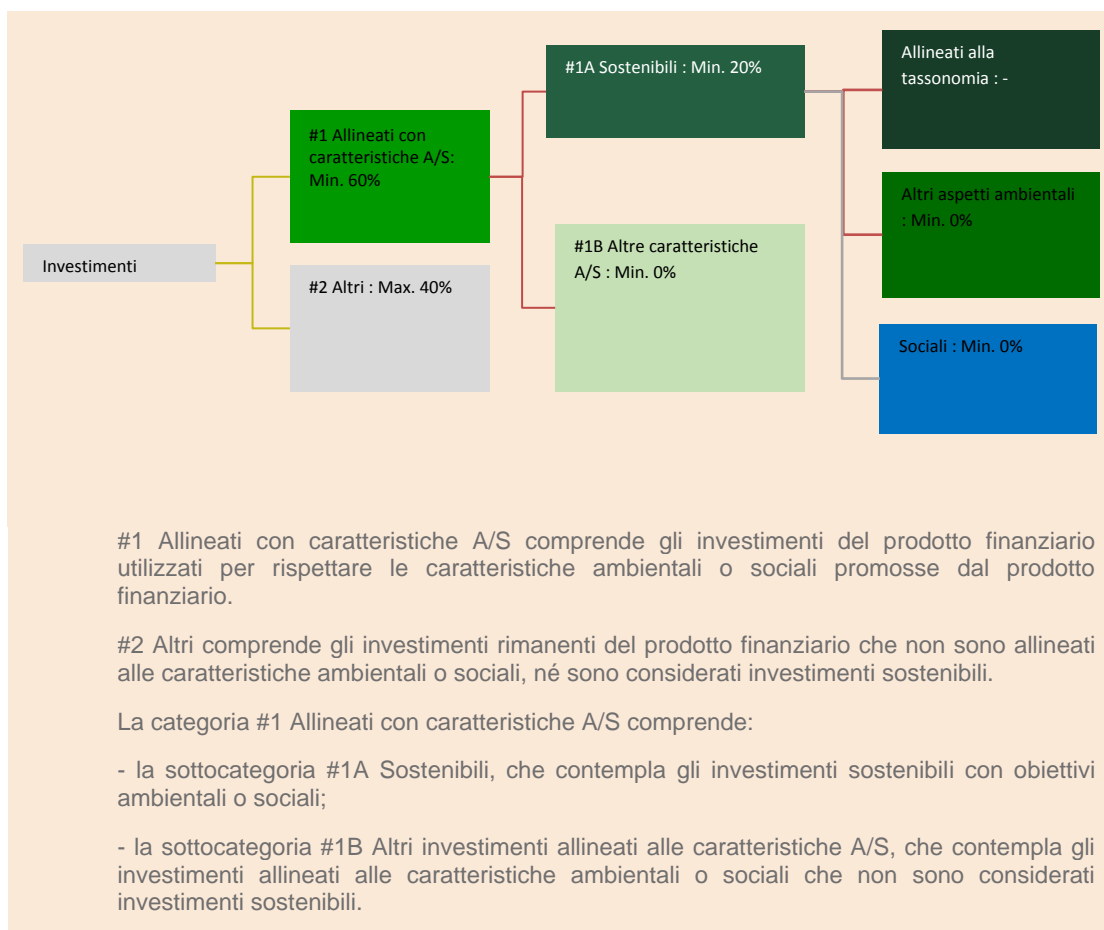 Investimenti
#1 Allineati con
caratteristiche A/S:
Min. 60%
#2 Altri : Max. 40%
#1A Sostenibili : Min. 20%
#1B Altre caratteristiche
A/S : Min. 0%
Allineati alla
tassonomia : -
Altri aspetti ambientali
: Min. 0%
Sociali : Min. 0%
#1 Allineati con caratteristiche A/S comprende gli investimenti del prodotto finanziario
utilizzati per rispettare le caratteristiche ambientali o sociali promosse dal prodotto
finanziario.
#2 Altri comprende gli investimenti rimanenti del prodotto finanziario che non sono allineati
alle caratteristiche ambientali o sociali, né sono considerati investimenti sostenibili.
La categoria #1 Allineati con caratteristiche A/S comprende:
- la sottocategoria #1A Sostenibili, che contempla gli investimenti sostenibili con obiettivi
ambientali o sociali;
- la sottocategoria #1B Altri investimenti allineati alle caratteristiche A/S, che contempla gli
investimenti allineati alle caratteristiche ambientali o sociali che non sono considerati
investimenti sostenibili.